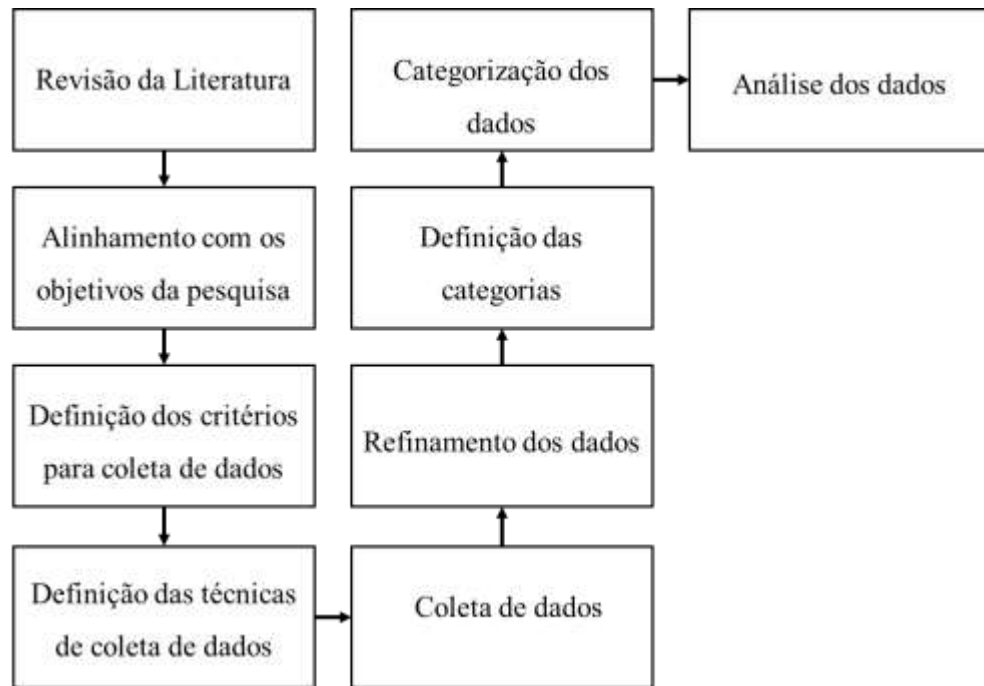 Revisão da Literatura
Alinhamento com os
objetivos da pesquisa
Definição dos critérios
para coleta de dados
Definição das técnicas
de coleta de dados
Coleta de dados
Refinamento dos dados
Definição das
categorias
Categorização dos
dados
Análise dos dados